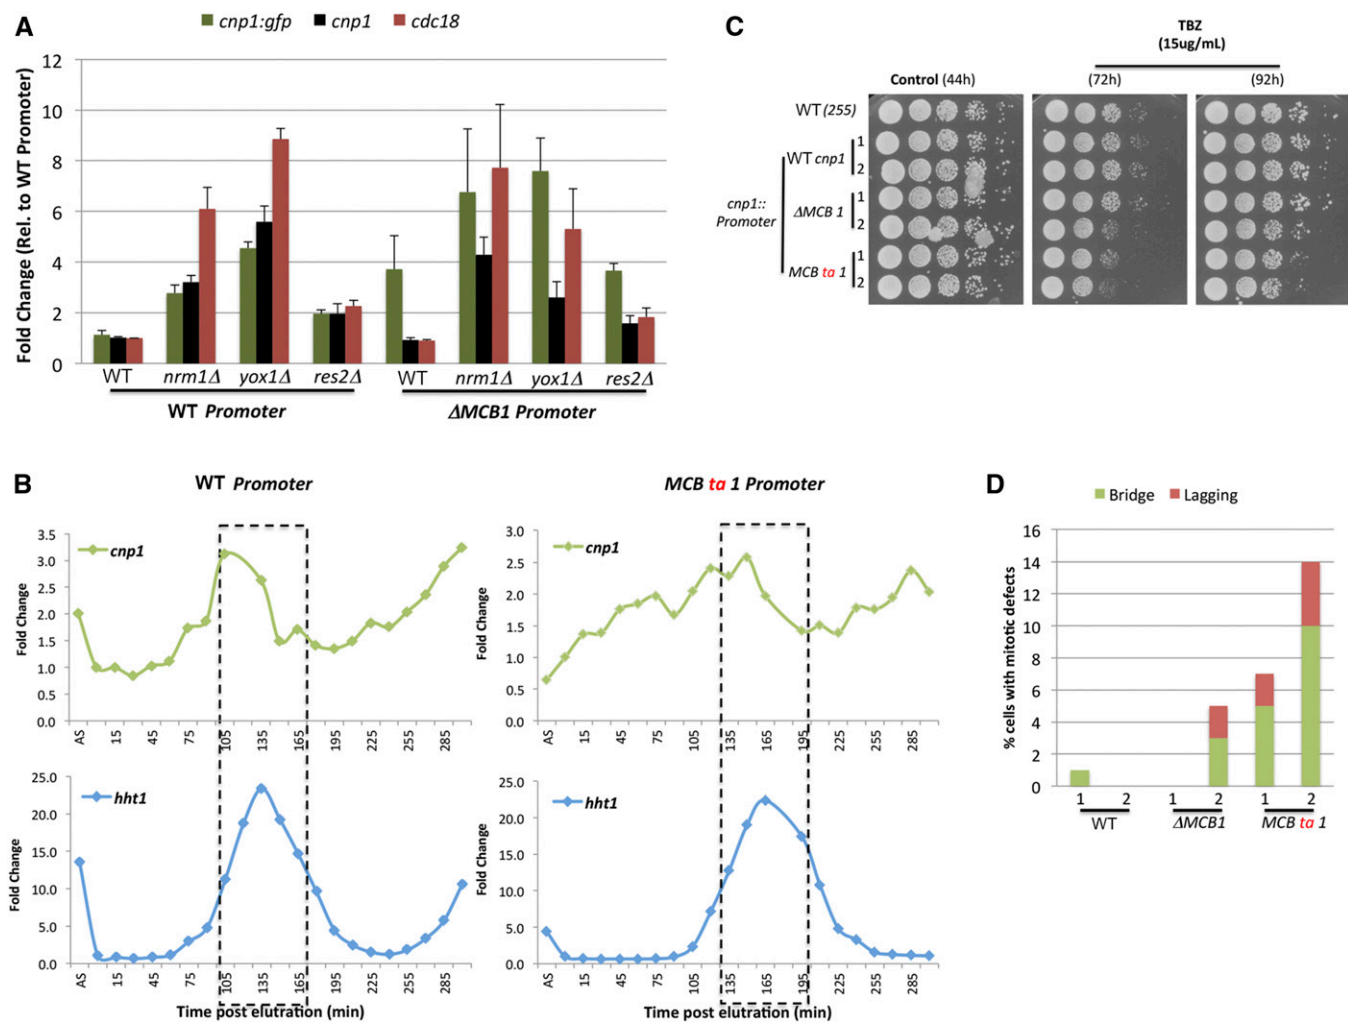 A
cnp1:gfp cnp1 cdc18
Fold Change (Rel. to WT Promoter)
12
10
8
6
4
2
0
WT nrm1Δ yox1Δ res2Δ WT nrm1Δ yox1Δ res2Δ
WT Promoter ΔMCB1 Promoter
C
TBZ
(15ug/mL)
Control (44h) (72h) (92h)
WT (255)
cnp1::
Promoter
WT cnp1
1
2
ΔMCB 1
1
2
MCB ta 1
1
2
B
WT Promoter
Fold Change
3.5
3.0
2.5
2.0
1.5
1.0
0.5
0.0
cnp1
AS 15 45 75 105 135 165 195 225 255 285
MCB ta 1 Promoter
Fold Change
3.0
2.5
2.0
1.5
1.0
0.5
0.0
cnp1
AS 15 45 75 105 135 165 195 225 255 285
Fold Change
25.0
20.0
15.0
10.0
5.0
0.0
hht1
AS 15 45 75 105 135 165 195 225 255 285
Time post elutration (min)
Fold Change
25.0
20.0
15.0
10.0
5.0
0.0
hht1
AS 15 45 75 105 135 165 195 225 255 285
Time post elutration (min)
D
Bridge Lagging
% cells with mitotic defects
16
14
12
10
8
6
4
2
0
1 2 1 2 1 2
WT ΔMCB1 MCB ta 1